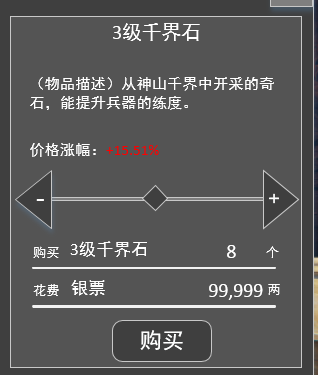 3级千界石
（物品描述）从神山千界中开采的奇
石，能提升兵器的练度。
价格涨幅：+15.51%
- +
购买 3级千界石 8 个
花费 银票 99,999 两
购买